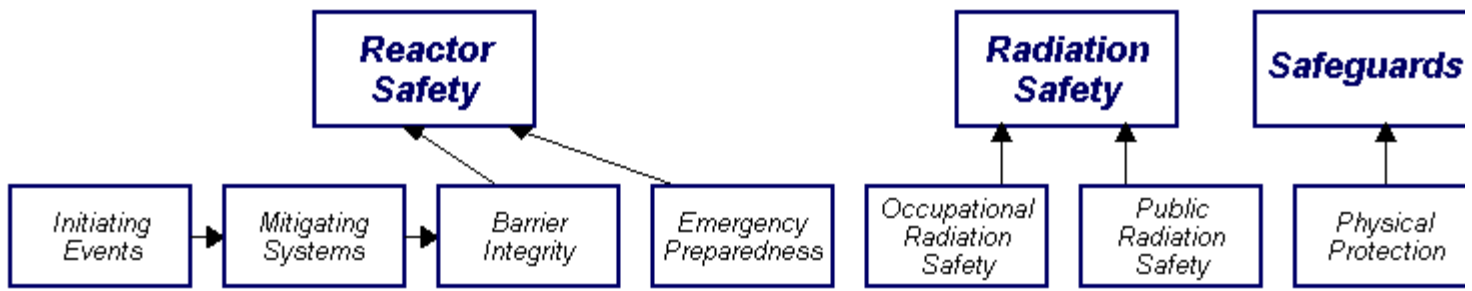 Reactor
Safety
Radiation
Safety
Safeguards
Initiating
Events
Mitigating
Systems
Barrier
Integrity
Emergency
Preparedness
Occupational
Radiation
Safety
Public
Radiation
Safety
Physical
Protection